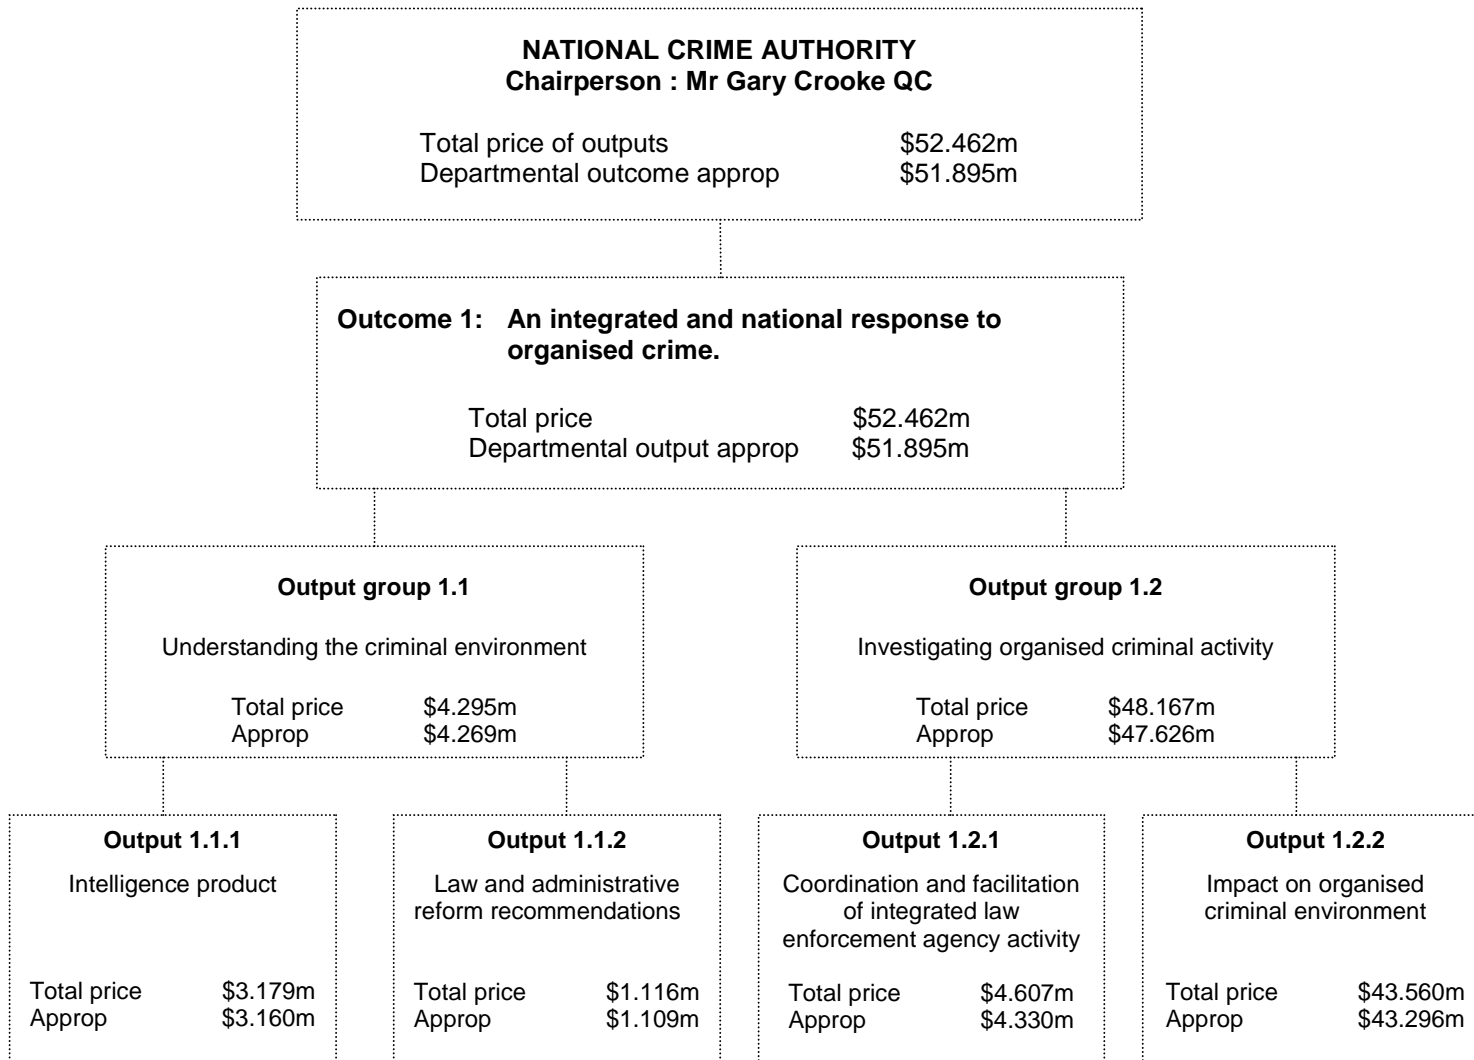 NATIONAL CRIME AUTHORITY
Chairperson : Mr Gary Crooke QC
Total price of outputs $52.462m
Departmental outcome approp $51.895m
Outcome 1: An integrated and national response to
organised crime.
Total price $52.462m
Departmental output approp $51.895m
Output group 1.1
Understanding the criminal environment
Total price $4.295m
Approp $4.269m
Output group 1.2
Investigating organised criminal activity
Total price $48.167m
Approp $47.626m
Output 1.1.1
Intelligence product
Total price $3.179m
Approp $3.160m
Output 1.1.2
Law and administrative
reform recommendations
Total price $1.116m
Approp $1.109m
Output 1.2.1
Coordination and facilitation
of integrated law
enforcement agency activity
Total price $4.607m
Approp $4.330m
Output 1.2.2
Impact on organised
criminal environment
Total price $43.560m
Approp $43.296m